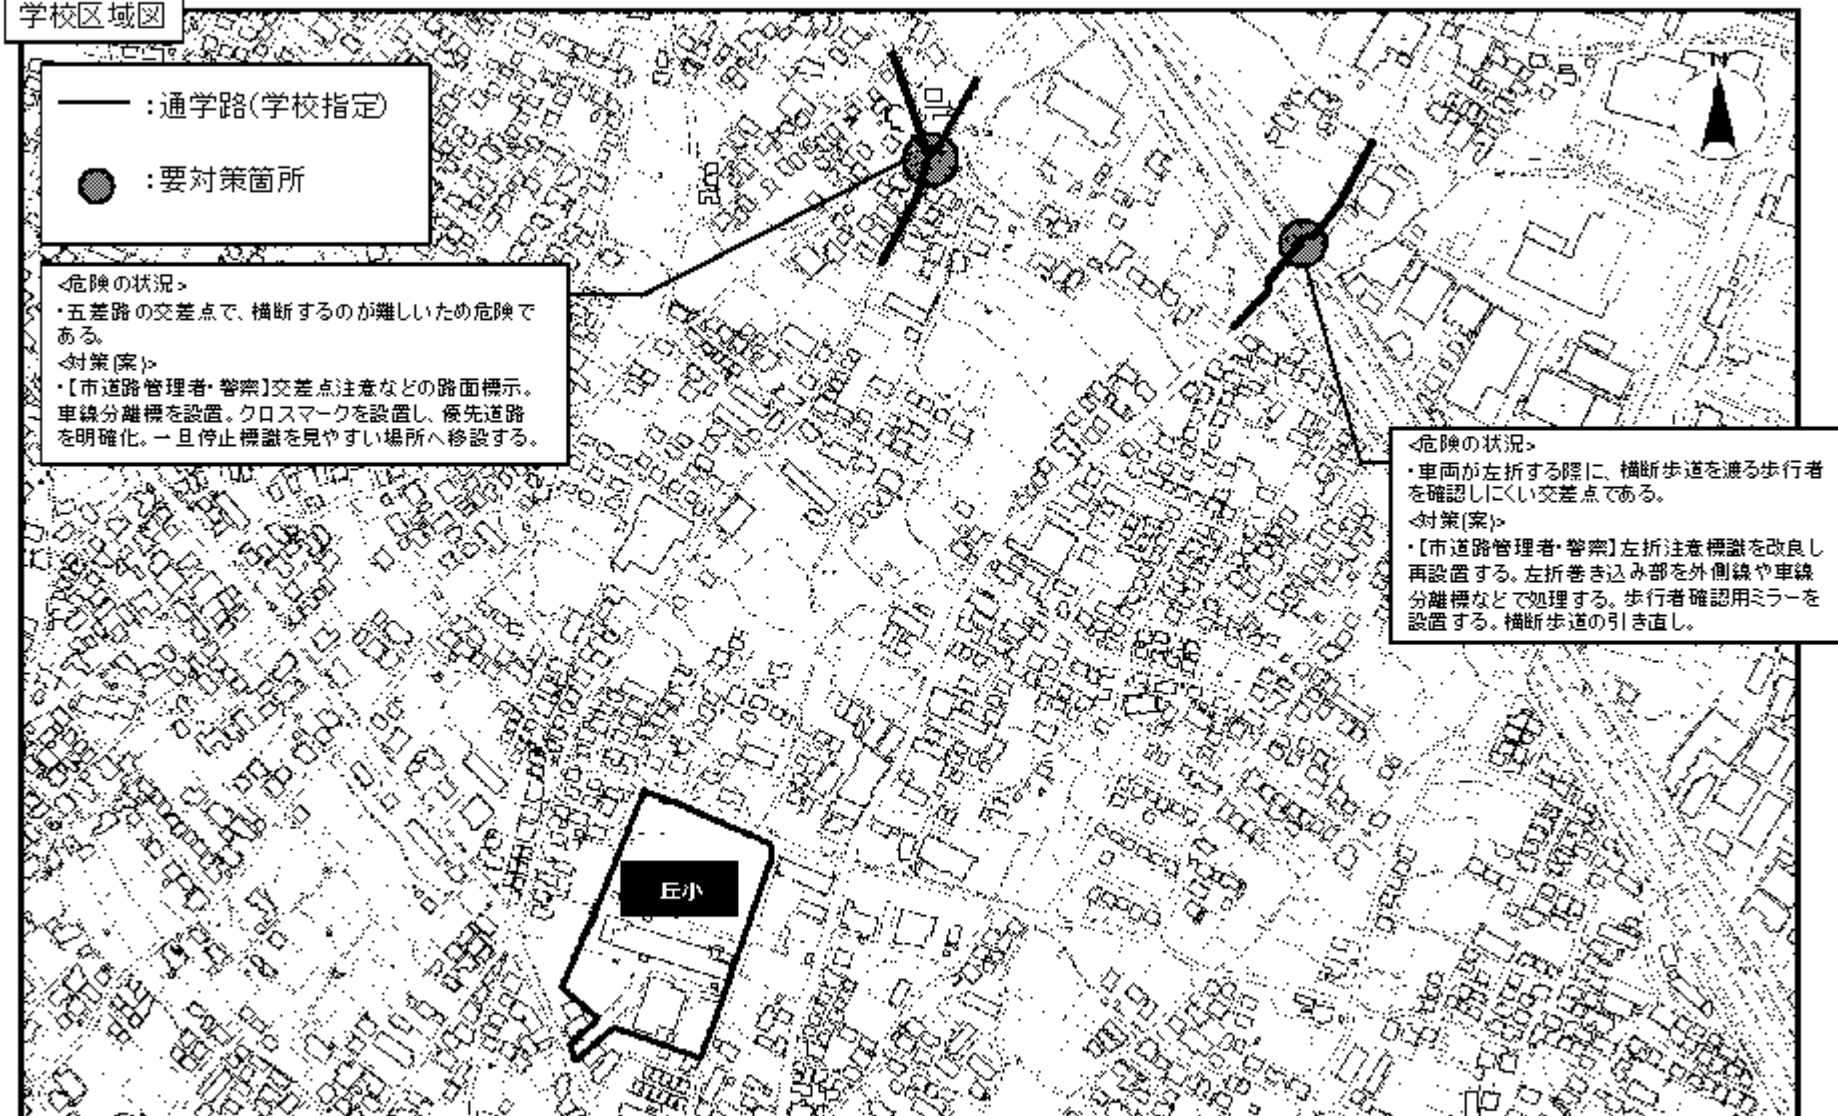 学校区域図
:通学路(学校指定)
:要対策箇所
N
<危険の状況>
・五差路の交差点で、横断するのが難しいため危険で
ある。
<対策(案)>
・【市道路管理者・警察】交差点注意などの路面標示。
車線分離標を設置。クロスマークを設置し、優先道路
を明確化。一旦停止標識を見やすい場所へ移設する。
<危険の状況>
・車両が左折する際に、横断歩道を渡る歩行者
を確認しにくい交差点である。
<対策(案)>
・【市道路管理者・警察】左折注意標識を改良し
再設置する。左折巻き込み部を外側線や車線
分離標などで処理する。歩行者確認用ミラーを
設置する。横断歩道の引き直し。
丘小